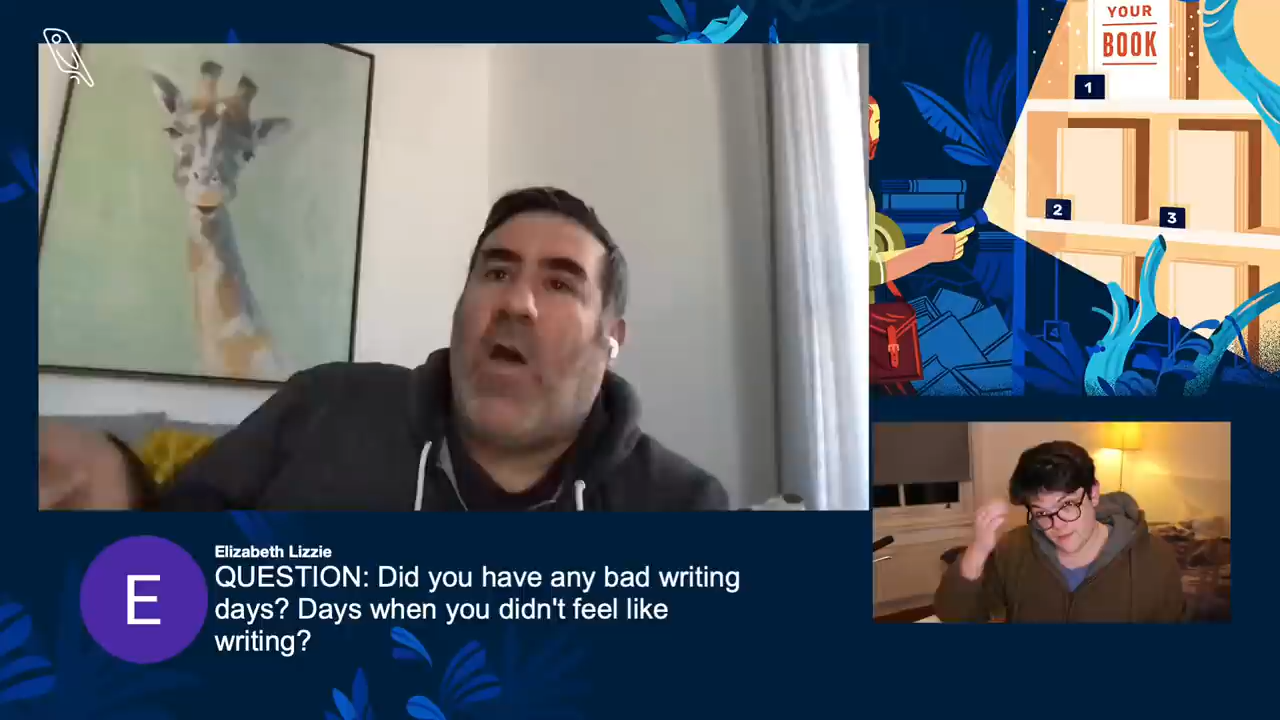 YOUR
BOOK
1
2
3
4
E
Elizabeth Lizzie
QUESTION: Did you have any bad writing
days? Days when you didn't feel like
writing?